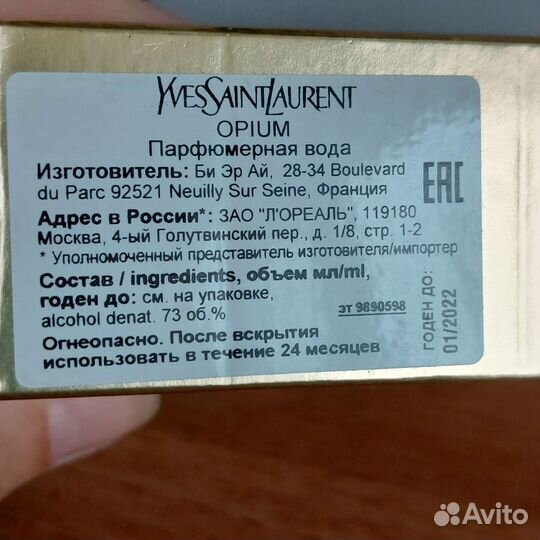 YVESSAINTLAURENT
OPIUM
Парфюмерная вода
Изготовитель: Би Эр Ай, 28-34 Boulevard
du Parc 92521 Neuilly Sur Seine, Франция
Адрес в России*: ЗАО "Л'ОРЕАЛЬ", 119180
Москва, 4-ый Голутвинский пер., д. 1/8, стр. 1-2
* Уполномоченный представитель изготовителя/импортер
Состав / ingredients, объем мл/ml,
годен до: см. на упаковке,
alcohol denat. 73 об.%
эт 9890598
Огнеопасно. После вскрытия
использовать в течение 24 месяцев
EAC
ГОДЕН ДО:
01/2022
Avito